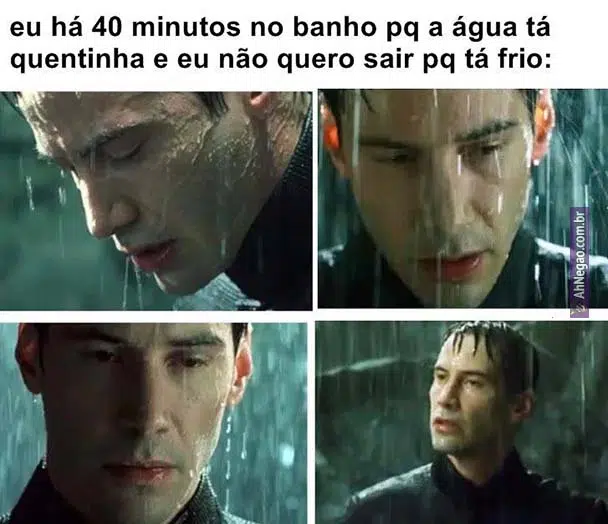 eu há 40 minutos no banho pq a água tá
quentinha e eu não quero sair pq tá frio:
AhNegao.com.br